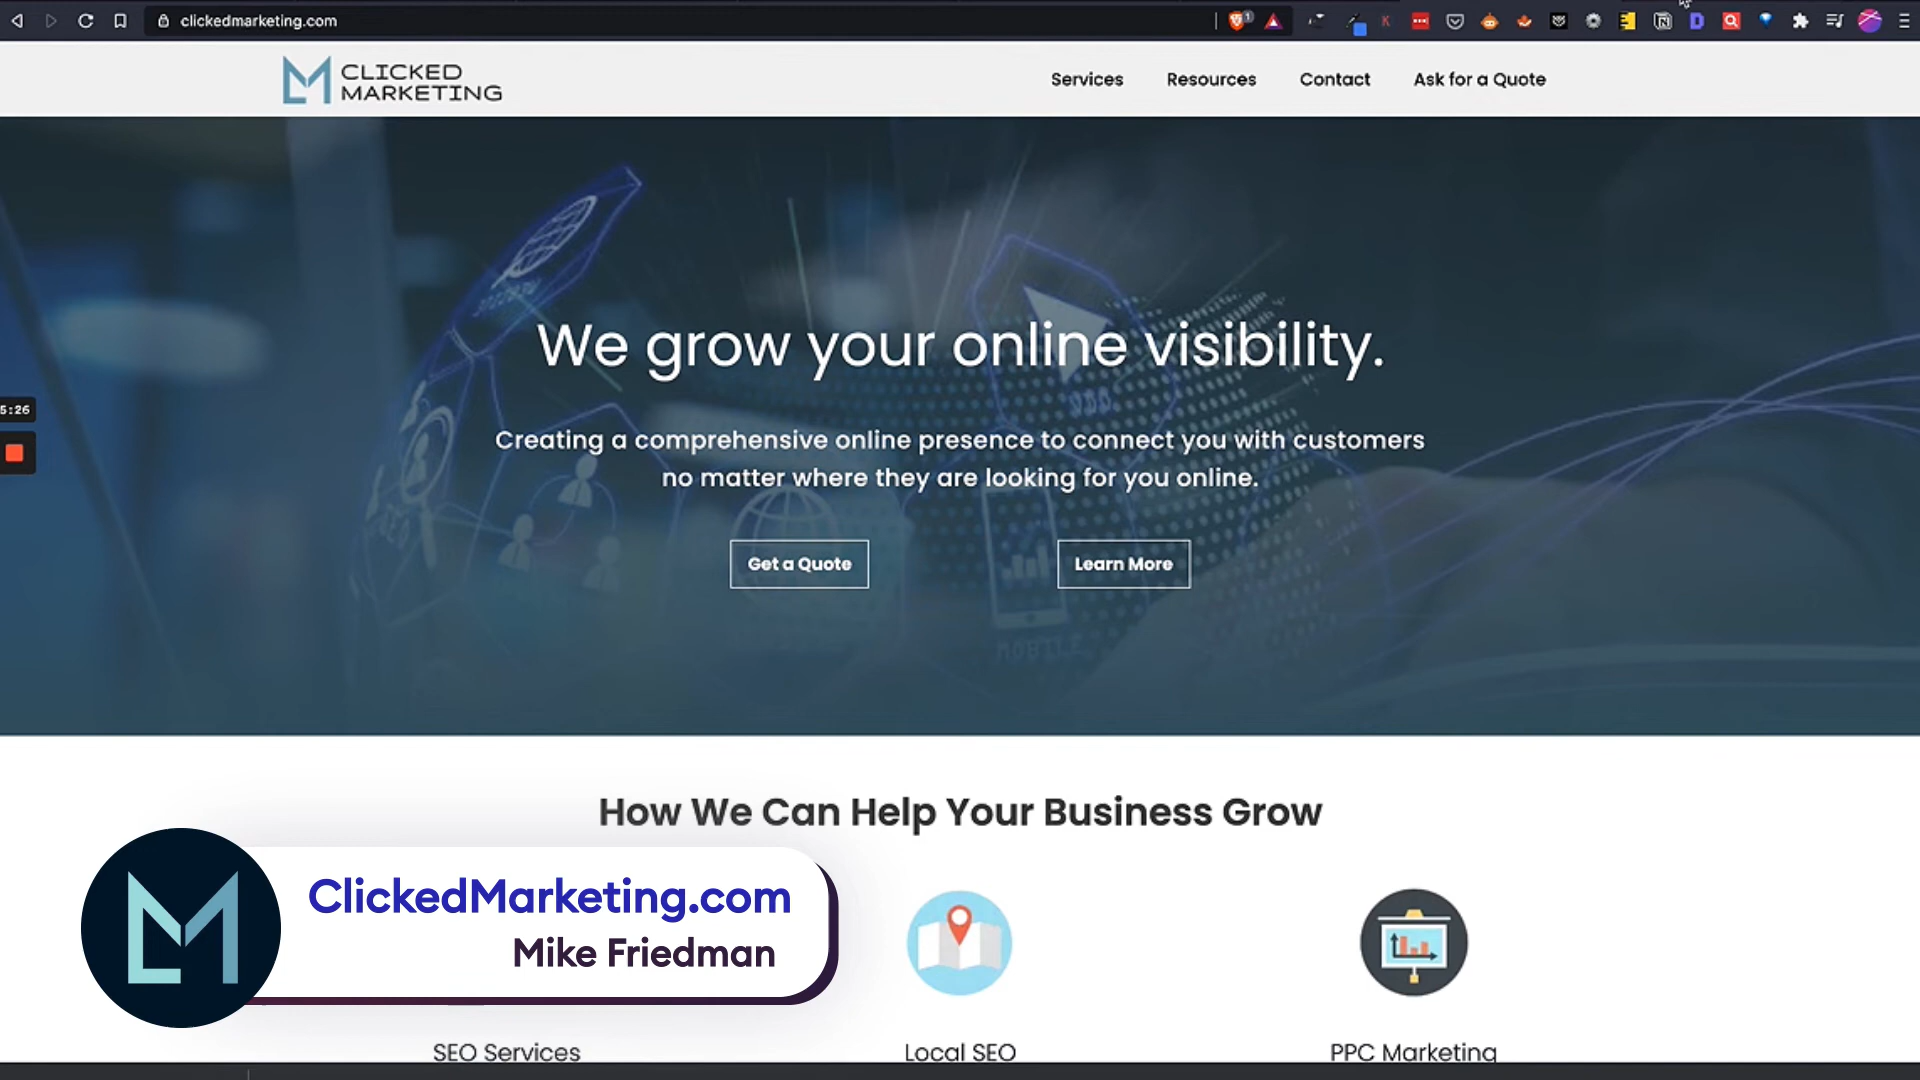 clickedmarketing.com
CLICKED
MARKETING
Services
Resources
Contact
Ask for a Quote
We grow your online visibility.
Creating a comprehensive online presence to connect you with customers
no matter where they are looking for you online.
5:26
Get a Quote
Learn More
MOBILE
How We Can Help Your Business Grow
ClickedMarketing.com
Mike Friedman
SEO Services
Local SEO
PPC Marketing